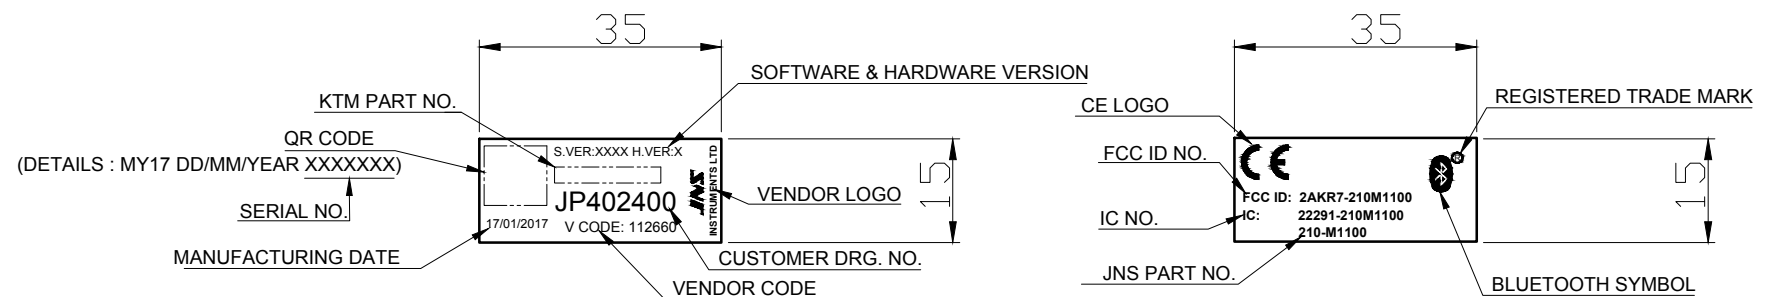 35
SOFTWARE & HARDWARE VERSION
KTM PART NO.
QR CODE
(DETAILS : MY17 DD/MM/YEAR XXXXXXX)
SERIAL NO.
MANUFACTURING DATE
S.VER:XXXX H.VER:X
JP402400
17/01/2017
V CODE: 112660
JNS
INSTRUMENTS LTD
15
VENDOR LOGO
CUSTOMER DRG. NO.
VENDOR CODE
35
CE LOGO
REGISTERED TRADE MARK
FCC ID NO.
IC NO.
JNS PART NO.
CE
R
FCC ID: 2AKR7-210M1100
IC: 22291-210M1100
210-M1100
15
BLUETOOTH SYMBOL